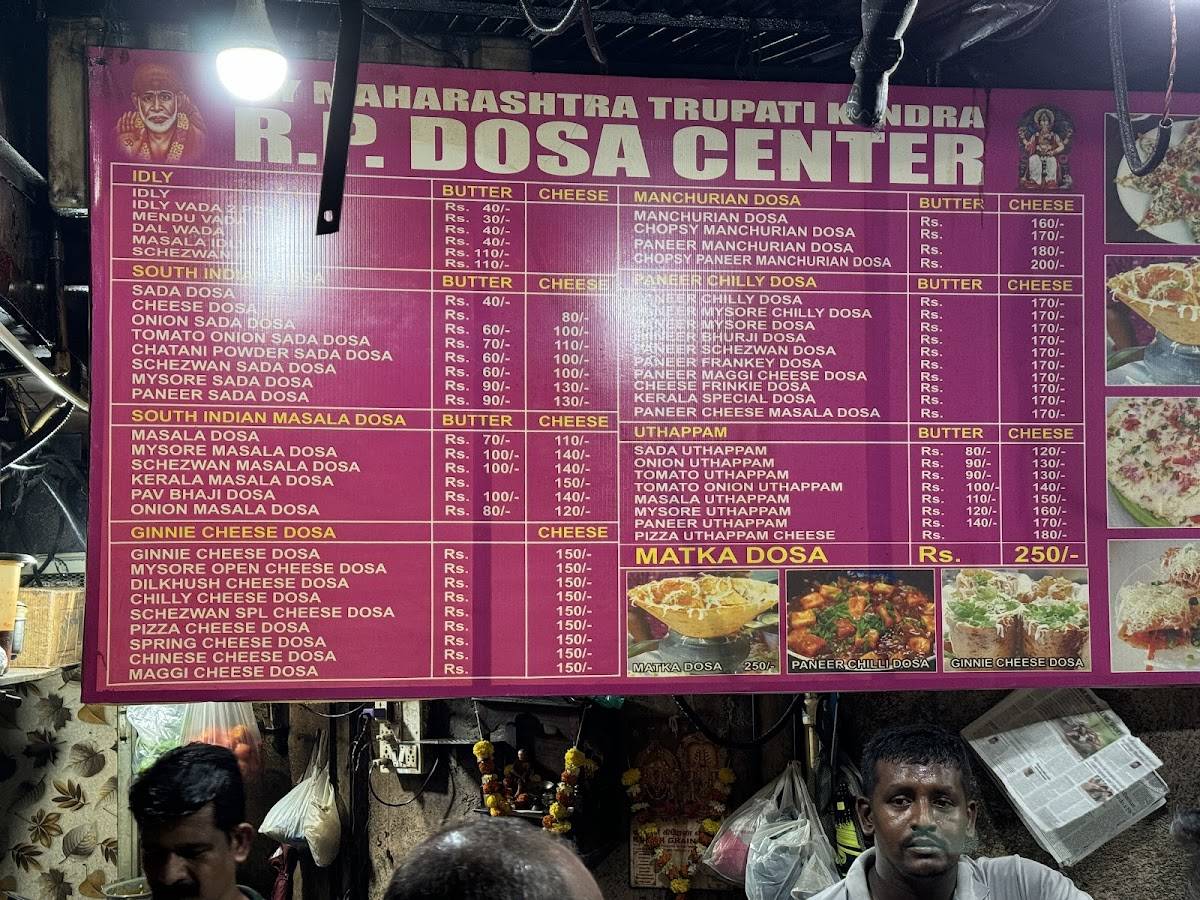 MAHARASHTRA TRUPATI K NDRA
R. P. DOSA CENTER
IDLY BUTTER CHEESE
IDLY Rs. 40/-
IDLY VADA 2 Rs. 30/-
MENDU VADA Rs. 40/-
DAL WADA Rs. 40/-
MASALA IDLY Rs. 110/-
SCHEZWAN Rs. 110/-
SOUTH INDIAN BUTTER CHEESE
SADA DOSA Rs. 40/-
CHEESE DOSA Rs. 80/-
ONION SADA DOSA Rs. 60/- 100/-
TOMATO ONION SADA DOSA Rs. 70/- 110/-
CHATANI POWDER SADA DOSA Rs. 60/- 100/-
SCHEZWAN SADA DOSA Rs. 60/- 100/-
MYSORE SADA DOSA Rs. 90/- 130/-
PANEER SADA DOSA Rs. 90/- 130/-
SOUTH INDIAN MASALA DOSA BUTTER CHEESE
MASALA DOSA Rs. 70/- 110/-
MYSORE MASALA DOSA Rs. 100/- 140/-
SCHEZWAN MASALA DOSA Rs. 100/- 140/-
KERALA MASALA DOSA Rs. 150/-
PAV BHAJI DOSA Rs. 100/- 140/-
ONION MASALA DOSA Rs. 80/- 120/-
GINNIE CHEESE DOSA CHEESE
GINNIE CHEESE DOSA Rs. 150/-
MYSORE OPEN CHEESE DOSA Rs. 150/-
DILKHUSH CHEESE DOSA Rs. 150/-
CHILLY CHEESE DOSA Rs. 150/-
SCHEZWAN SPL CHEESE DOSA Rs. 150/-
PIZZA CHEESE DOSA Rs. 150/-
SPRING CHEESE DOSA Rs. 150/-
CHINESE CHEESE DOSA Rs. 150/-
MAGGI CHEESE DOSA Rs. 150/-
MANCHURIAN DOSA BUTTER CHEESE
MANCHURIAN DOSA Rs. 160/-
CHOPSY MANCHURIAN DOSA Rs. 170/-
PANEER MANCHURIAN DOSA Rs. 180/-
CHOPSY PANEER MANCHURIAN DOSA Rs. 200/-
PANEER CHILLY DOSA BUTTER CHEESE
PANEER CHILLY DOSA Rs. 170/-
PANEER MYSORE CHILLY DOSA Rs. 170/-
PANEER MYSORE DOSA Rs. 170/-
PANEER BHURJI DOSA Rs. 170/-
PANEER SCHEZWAN DOSA Rs. 170/-
PANEER FRANKEY DOSA Rs. 170/-
PANEER MAGGI CHEESE DOSA Rs. 170/-
CHEESE FRINKIE DOSA Rs. 170/-
KERALA SPECIAL DOSA Rs. 170/-
PANEER CHEESE MASALA DOSA Rs. 170/-
UTHAPPAM BUTTER CHEESE
SADA UTHAPPAM Rs. 80/- 120/-
ONION UTHAPPAM Rs. 90/- 130/-
TOMATO UTHAPPAM Rs. 90/- 130/-
TOMATO ONION UTHAPPAM Rs. 100/- 140/-
MASALA UTHAPPAM Rs. 110/- 150/-
MYSORE UTHAPPAM Rs. 120/- 160/-
PANEER UTHAPPAM Rs. 140/- 170/-
PIZZA UTHAPPAM CHEESE Rs. 180/-
MATKA DOSA Rs. 250/-
MATKA DOSA 250/-
PANEER CHILLI DOSA
GINNIE CHEESE DOSA